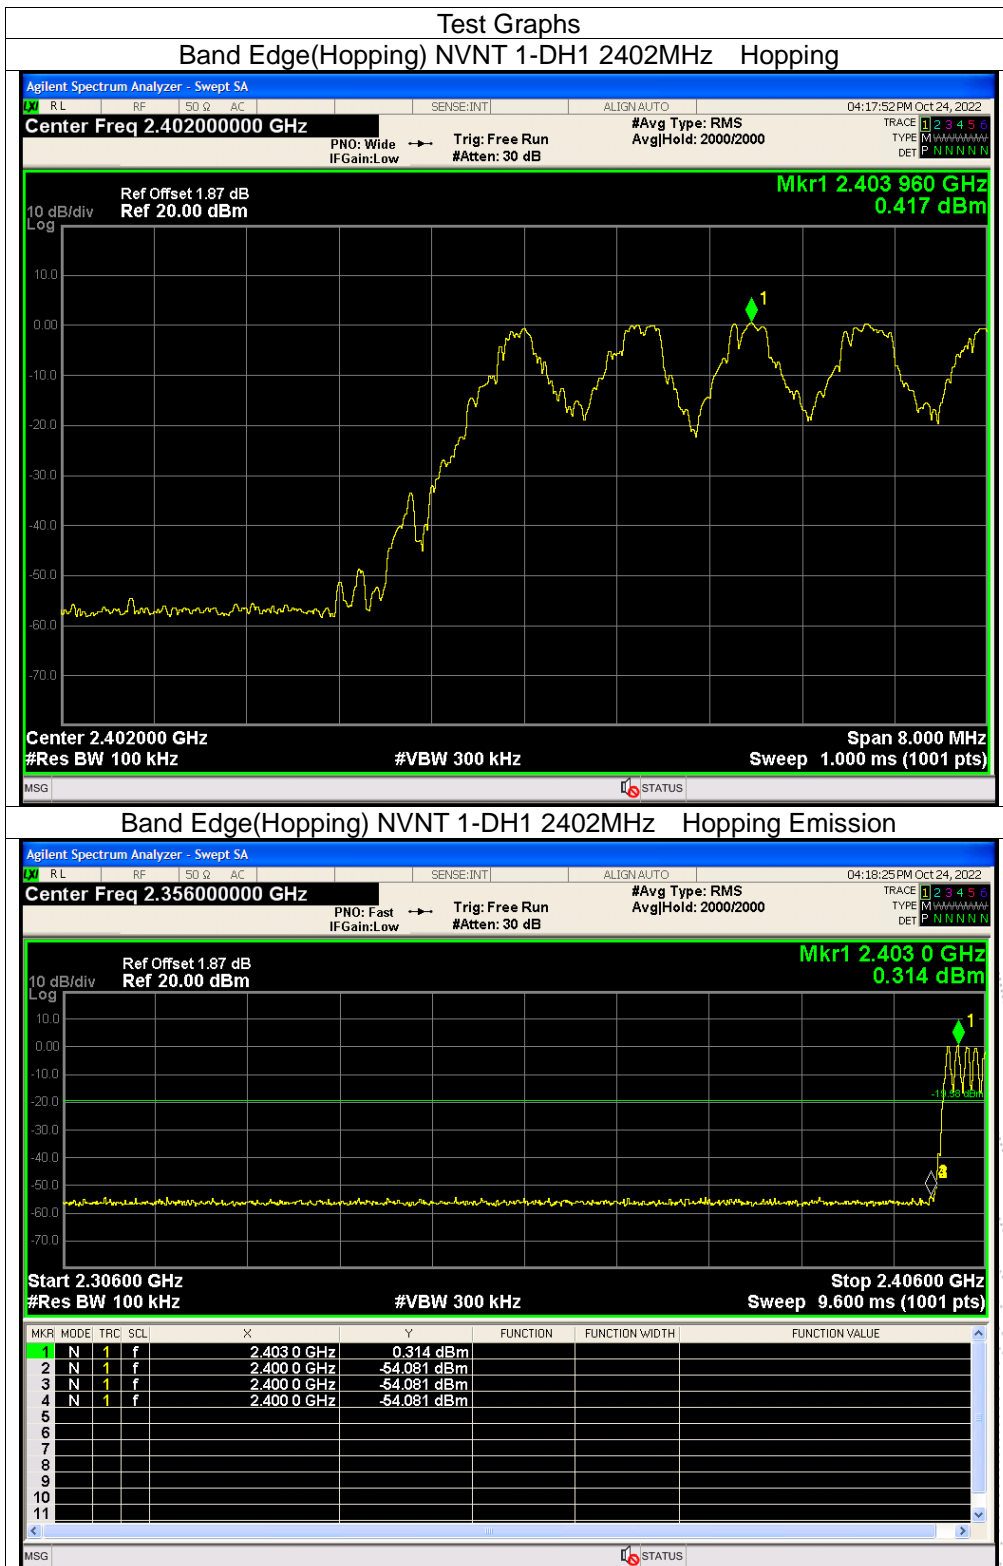 Test Graphs
Band Edge(Hopping) NVNT 1-DH1 2402MHz Hopping
Agilent Spectrum Analyzer - Swept SA
LXI RL RF 50 Ω AC SENSE:INT ALIGN AUTO 04:17:52 PM Oct 24, 2022
Center Freq 2.402000000 GHz #Avg Type: RMS TRACE 1 2 3 4 5 6
PNO: Wide Trig: Free Run Avg|Hold: 2000/2000 TYPE M
IFGain:Low #Atten: 30 dB DET P N N N N N
Mkr1 2.403 960 GHz
Ref Offset 1.87 dB 0.417 dBm
10 dB/div Ref 20.00 dBm
Log
10.0
1
0.00
-10.0
-20.0
-30.0
-40.0
-50.0
-60.0
-70.0
Center 2.402000 GHz Span 8.000 MHz
#Res BW 100 kHz #VBW 300 kHz Sweep 1.000 ms (1001 pts)
MSG STATUS
Band Edge(Hopping) NVNT 1-DH1 2402MHz Hopping Emission
Agilent Spectrum Analyzer - Swept SA
LXI RL RF 50 Ω AC SENSE:INT ALIGN AUTO 04:18:25 PM Oct 24, 2022
Center Freq 2.356000000 GHz #Avg Type: RMS TRACE 1 2 3 4 5 6
PNO: Fast Trig: Free Run Avg|Hold: 2000/2000 TYPE M
IFGain:Low #Atten: 30 dB DET P N N N N N
Mkr1 2.403 0 GHz
Ref Offset 1.87 dB 0.314 dBm
10 dB/div Ref 20.00 dBm
Log
10.0
1
0.00
-10.0
-20.0 -19.58 dBm
-30.0
-40.0
-50.0
-60.0
-70.0
Start 2.30600 GHz Stop 2.40600 GHz
#Res BW 100 kHz #VBW 300 kHz Sweep 9.600 ms (1001 pts)
MKR MODE TRC SCL X Y FUNCTION FUNCTION WIDTH FUNCTION VALUE
1 N 1 f 2.403 0 GHz 0.314 dBm
2 N 1 f 2.400 0 GHz -54.081 dBm
3 N 1 f 2.400 0 GHz -54.081 dBm
4 N 1 f 2.400 0 GHz -54.081 dBm
5
6
7
8
9
10
11
MSG STATUS